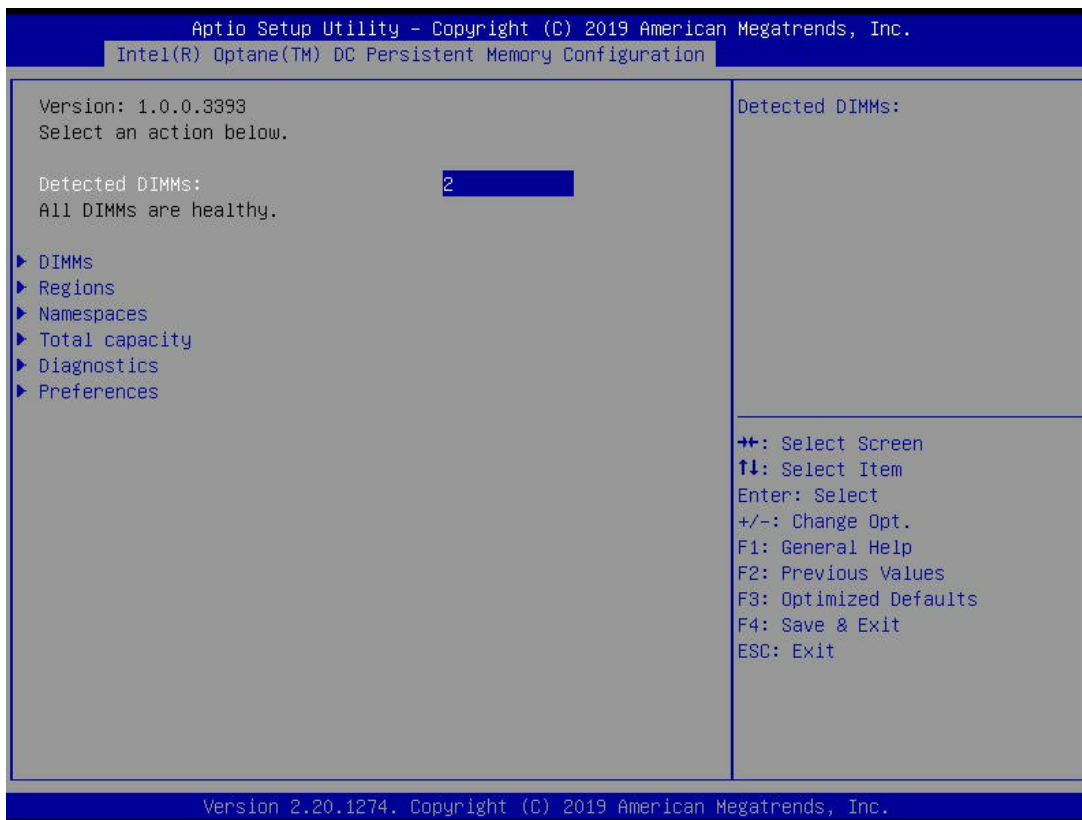 Aptio Setup Utility – Copyright (C) 2019 American Megatrends, Inc.
Intel(R) Optane(TM) DC Persistent Memory Configuration
Version: 1.0.0.3393
Select an action below.
Detected DIMMs: 2
All DIMMs are healthy.
▶ DIMMs
▶ Regions
▶ Namespaces
▶ Total capacity
▶ Diagnostics
▶ Preferences
Detected DIMMs:
→←: Select Screen
↑↓: Select Item
Enter: Select
+/-: Change Opt.
F1: General Help
F2: Previous Values
F3: Optimized Defaults
F4: Save & Exit
ESC: Exit
Version 2.20.1274. Copyright (C) 2019 American Megatrends, Inc.